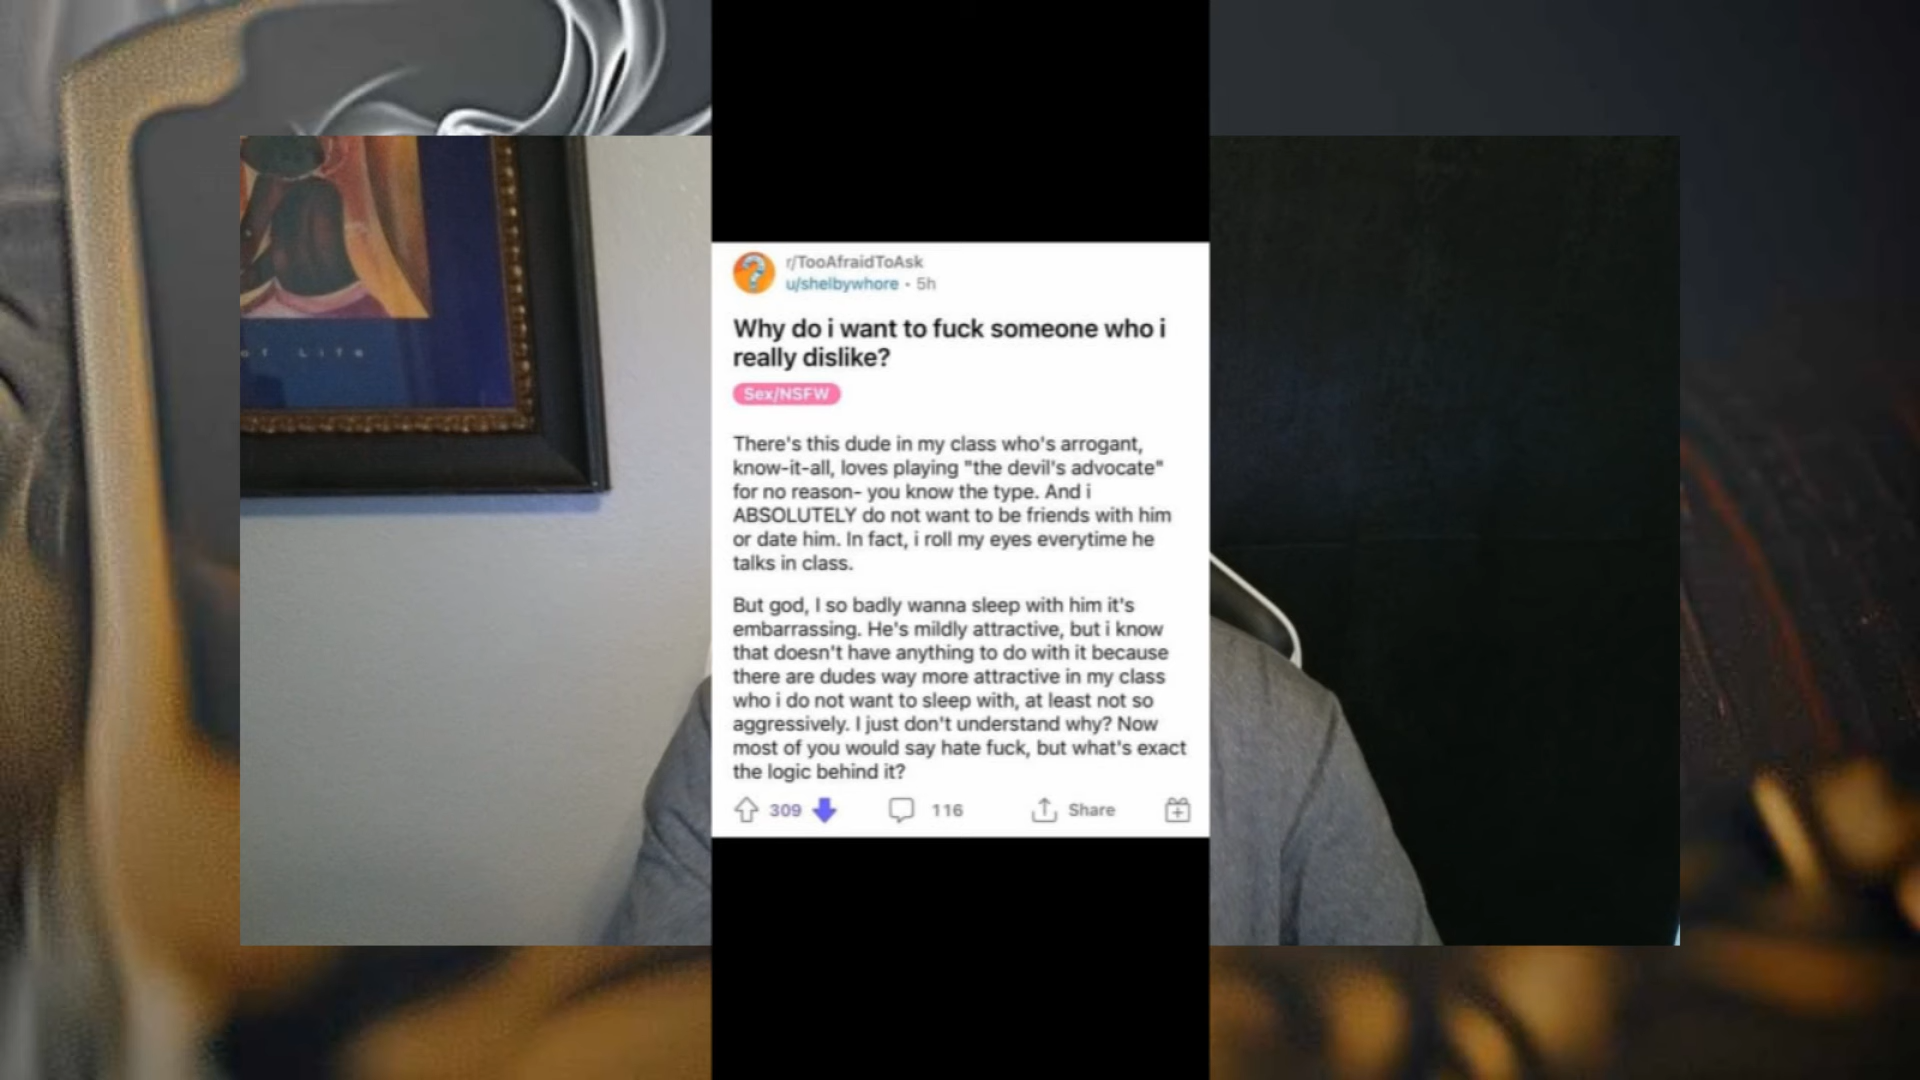 of Life
r/TooAfraidToAsk
u/shelbywhore · 5h
Why do i want to fuck someone who i
really dislike?
Sex/NSFW
There's this dude in my class who's arrogant,
know-it-all, loves playing "the devil's advocate"
for no reason- you know the type. And i
ABSOLUTELY do not want to be friends with him
or date him. In fact, i roll my eyes everytime he
talks in class.
But god, I so badly wanna sleep with him it's
embarrassing. He's mildly attractive, but i know
that doesn't have anything to do with it because
there are dudes way more attractive in my class
who i do not want to sleep with, at least not so
aggressively. I just don't understand why? Now
most of you would say hate fuck, but what's exact
the logic behind it?
309
116
Share